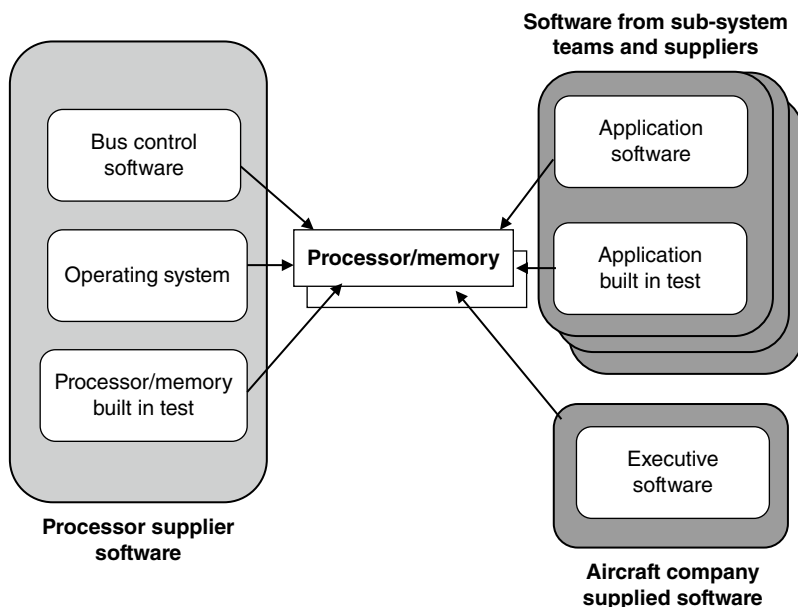 Software from sub-system
teams and suppliers
Bus control
software
Operating system
Processor/memory
built in test
Processor supplier
software
Processor/memory
Application
software
Application
built in test
Executive
software
Aircraft company
supplied software